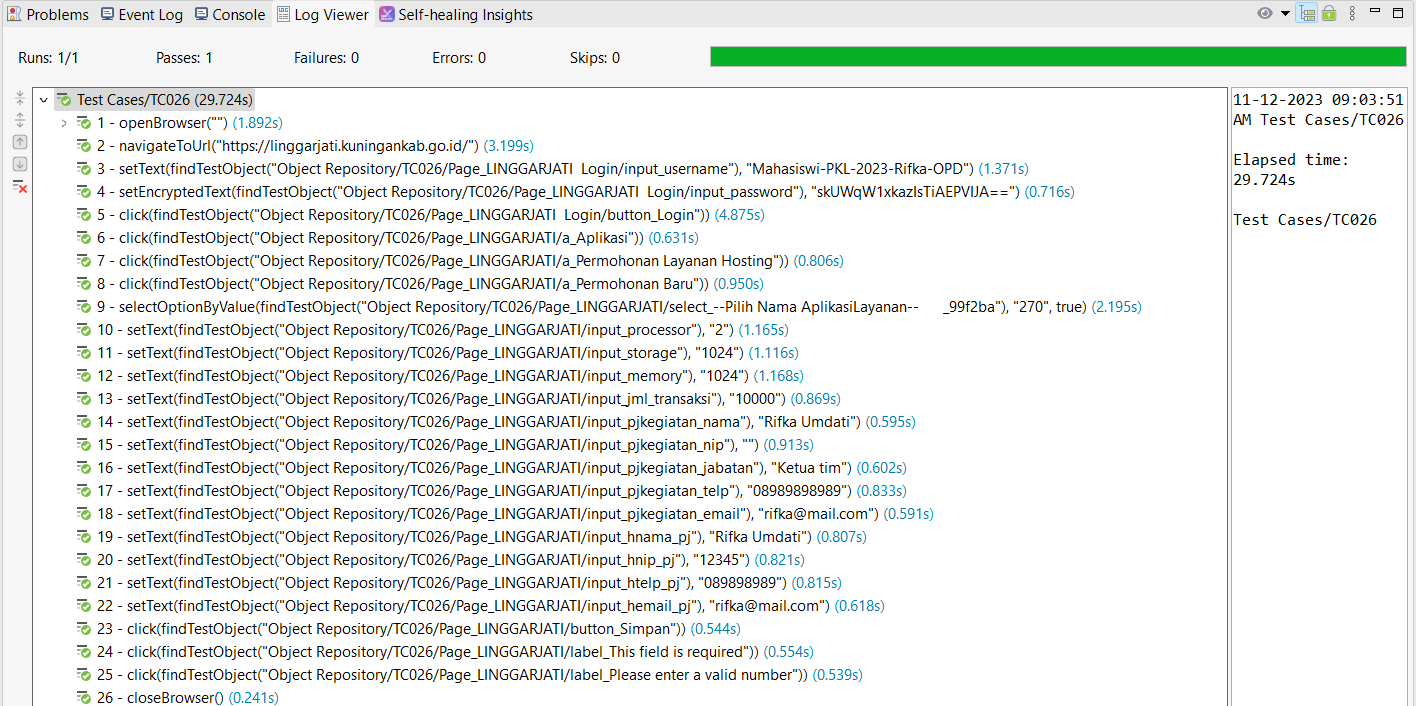 Problems Event Log Console Log Viewer Self-healing Insights
Runs: 1/1 Passes: 1 Failures: 0 Errors: 0 Skips: 0
Test Cases/TC026 (29.724s)
1 - openBrowser("") (1.892s)
2 - navigateToUrl("https://linggarjati.kuningankab.go.id/") (3.199s)
3 - setText(findTestObject("Object Repository/TC026/Page_LINGGARJATI  Login/input_username"), "Mahasiswi-PKL-2023-Rifka-OPD") (1.371s)
4 - setEncryptedText(findTestObject("Object Repository/TC026/Page_LINGGARJATI  Login/input_password"), "skUWqW1xkazIsTiAEPVIJA==") (0.716s)
5 - click(findTestObject("Object Repository/TC026/Page_LINGGARJATI  Login/button_Login")) (4.875s)
6 - click(findTestObject("Object Repository/TC026/Page_LINGGARJATI/a_Aplikasi")) (0.631s)
7 - click(findTestObject("Object Repository/TC026/Page_LINGGARJATI/a_Permohonan Layanan Hosting")) (0.806s)
8 - click(findTestObject("Object Repository/TC026/Page_LINGGARJATI/a_Permohonan Baru")) (0.950s)
9 - selectOptionByValue(findTestObject("Object Repository/TC026/Page_LINGGARJATI/select_--Pilih Nama AplikasiLayanan--      _99f2ba"), "270", true) (2.195s)
10 - setText(findTestObject("Object Repository/TC026/Page_LINGGARJATI/input_processor"), "2") (1.165s)
11 - setText(findTestObject("Object Repository/TC026/Page_LINGGARJATI/input_storage"), "1024") (1.116s)
12 - setText(findTestObject("Object Repository/TC026/Page_LINGGARJATI/input_memory"), "1024") (1.168s)
13 - setText(findTestObject("Object Repository/TC026/Page_LINGGARJATI/input_jml_transaksi"), "10000") (0.869s)
14 - setText(findTestObject("Object Repository/TC026/Page_LINGGARJATI/input_pjkegiatan_nama"), "Rifka Umdati") (0.595s)
15 - setText(findTestObject("Object Repository/TC026/Page_LINGGARJATI/input_pjkegiatan_nip"), "") (0.913s)
16 - setText(findTestObject("Object Repository/TC026/Page_LINGGARJATI/input_pjkegiatan_jabatan"), "Ketua tim") (0.602s)
17 - setText(findTestObject("Object Repository/TC026/Page_LINGGARJATI/input_pjkegiatan_telp"), "08989898989") (0.833s)
18 - setText(findTestObject("Object Repository/TC026/Page_LINGGARJATI/input_pjkegiatan_email"), "rifka@mail.com") (0.591s)
19 - setText(findTestObject("Object Repository/TC026/Page_LINGGARJATI/input_hnama_pj"), "Rifka Umdati") (0.807s)
20 - setText(findTestObject("Object Repository/TC026/Page_LINGGARJATI/input_hnip_pj"), "12345") (0.821s)
21 - setText(findTestObject("Object Repository/TC026/Page_LINGGARJATI/input_htelp_pj"), "089898989") (0.815s)
22 - setText(findTestObject("Object Repository/TC026/Page_LINGGARJATI/input_hemail_pj"), "rifka@mail.com") (0.618s)
23 - click(findTestObject("Object Repository/TC026/Page_LINGGARJATI/button_Simpan")) (0.544s)
24 - click(findTestObject("Object Repository/TC026/Page_LINGGARJATI/label_This field is required")) (0.554s)
25 - click(findTestObject("Object Repository/TC026/Page_LINGGARJATI/label_Please enter a valid number")) (0.539s)
26 - closeBrowser() (0.241s)
11-12-2023 09:03:51
AM Test Cases/TC026
Elapsed time:
29.724s
Test Cases/TC026